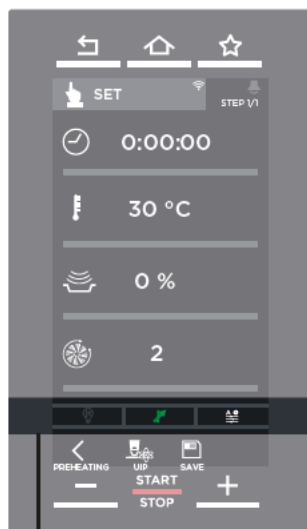 SET
STEP 1/1
0:00:00
30 °C
0 %
2
PREHEATING
UIP
SAVE
START
STOP